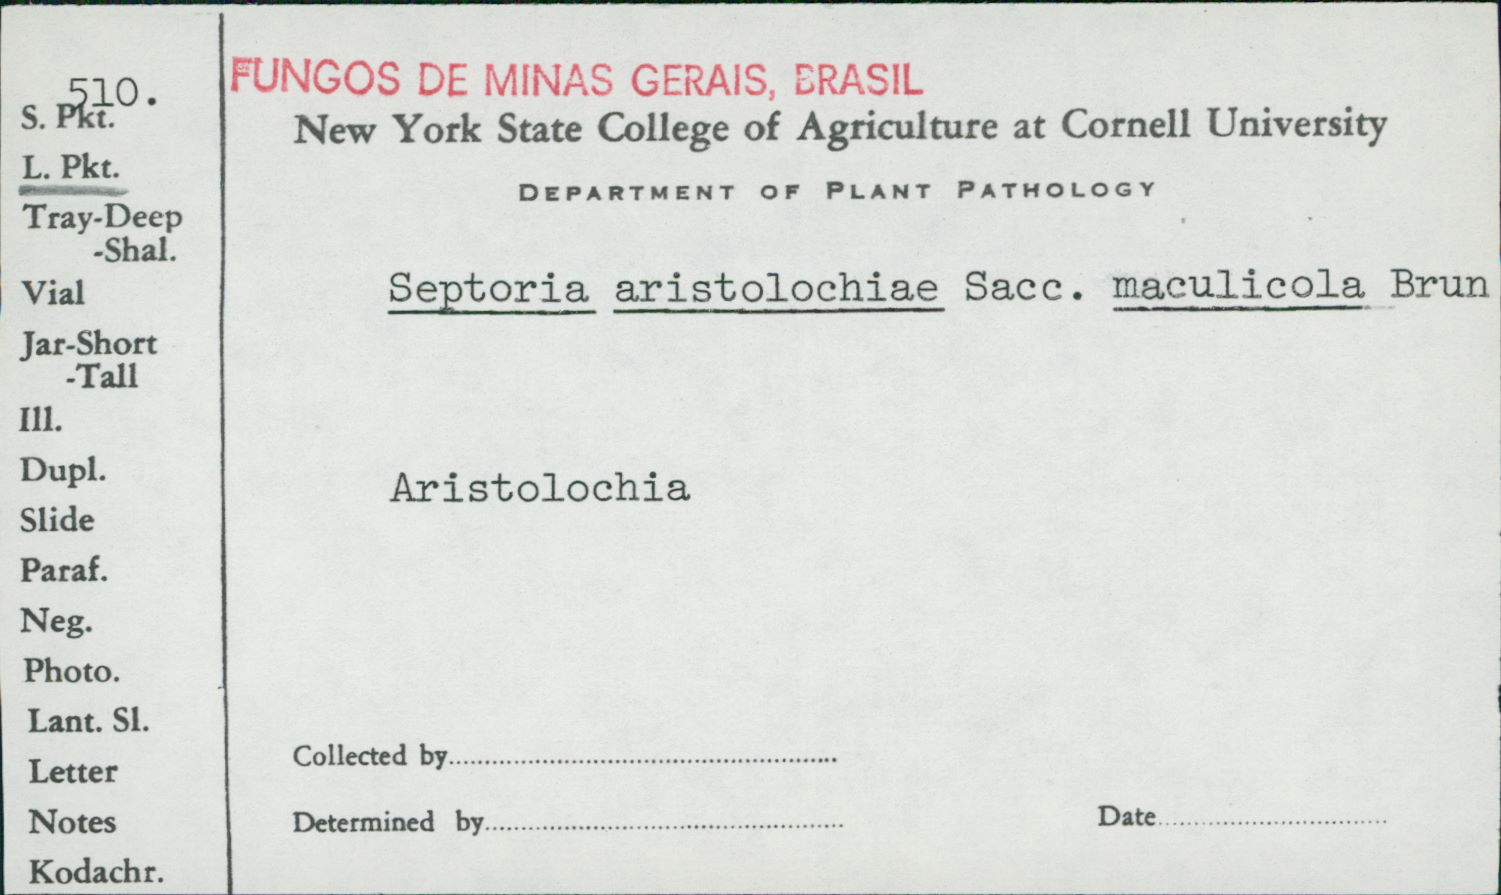 510.
S. Pkt.
L. Pkt.
Tray-Deep
-Shal.
Vial
Jar-Short
-Tall
Ill.
Dupl.
Slide
Paraf.
Neg.
Photo.
Lant. Sl.
Letter
Notes
Kodachr.
FUNGOS DE MINAS GERAIS, BRASIL
New York State College of Agriculture at Cornell University
DEPARTMENT OF PLANT PATHOLOGY
Septoria aristolochiae Sacc. maculicola Brun
Aristolochia
Collected by
Determined by
Date